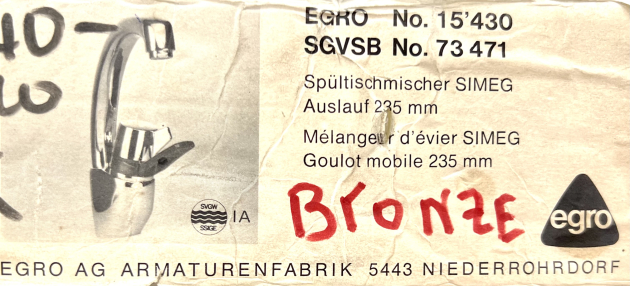 EGRO No. 15'430
SGVSB No. 73 471
Spültischmischer SIMEG
Auslauf 235 mm
Mélangeur d'évier SIMEG
Goulot mobile 235 mm
BrONZE
egro
SVGW
SSIGE
IA
EGRO AG ARMATURENFABRIK 5443 NIEDERROHRDORF